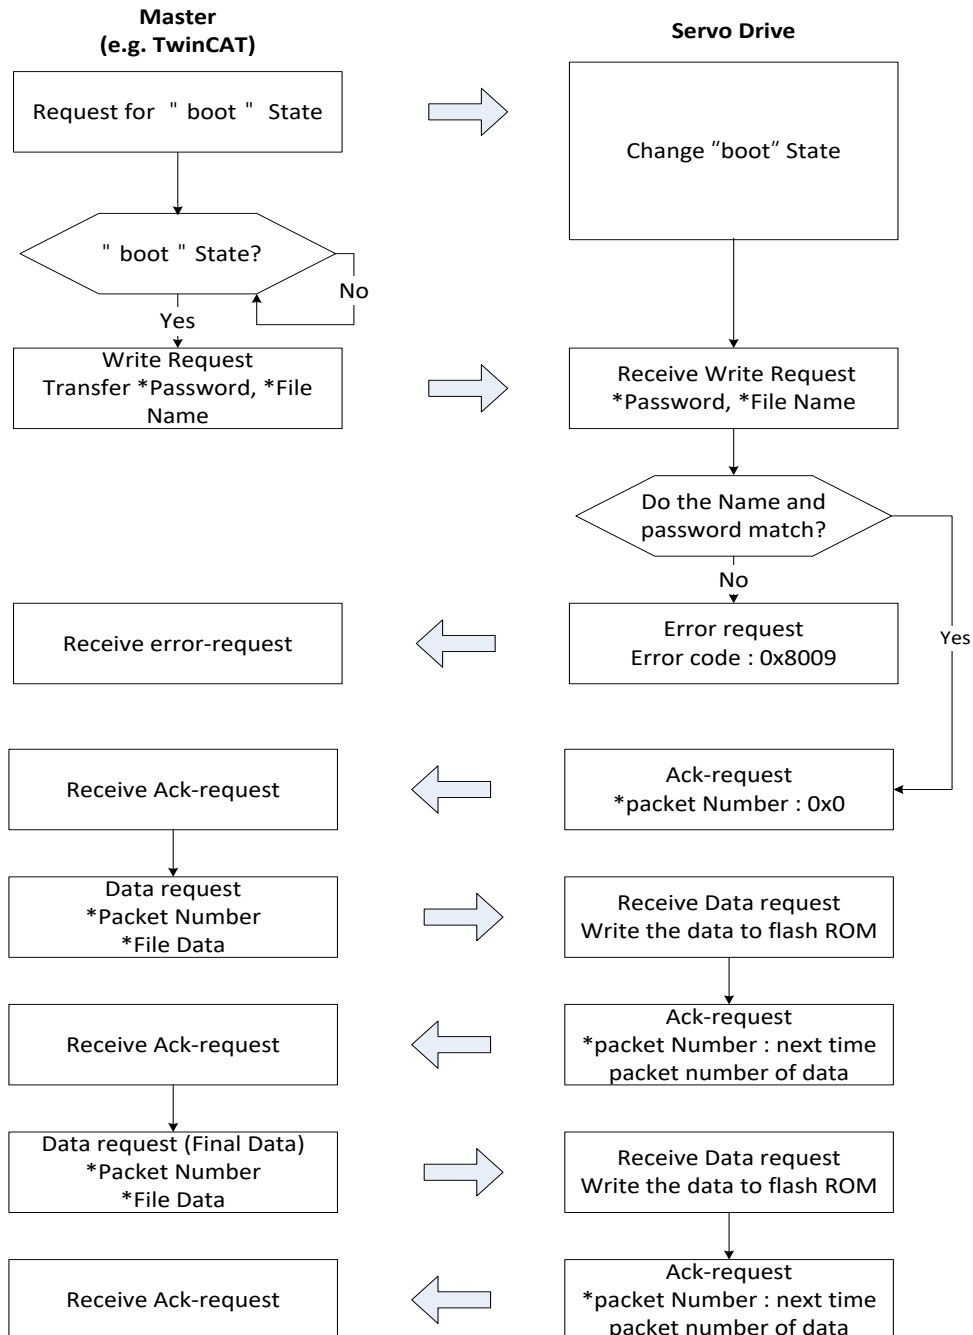 Master
(e.g. TwinCAT)
Servo Drive
Request for " boot " State
Change "boot" State
" boot " State?
No
Yes
Write Request
Transfer *Password, *File
Name
Receive Write Request
*Password, *File Name
Do the Name and
password match?
No
Yes
Receive error-request
Error request
Error code : 0x8009
Receive Ack-request
Ack-request
*packet Number : 0x0
Data request
*Packet Number
*File Data
Receive Data request
Write the data to flash ROM
Receive Ack-request
Ack-request
*packet Number : next time
packet number of data
Data request (Final Data)
*Packet Number
*File Data
Receive Data request
Write the data to flash ROM
Receive Ack-request
Ack-request
*packet Number : next time
packet number of data